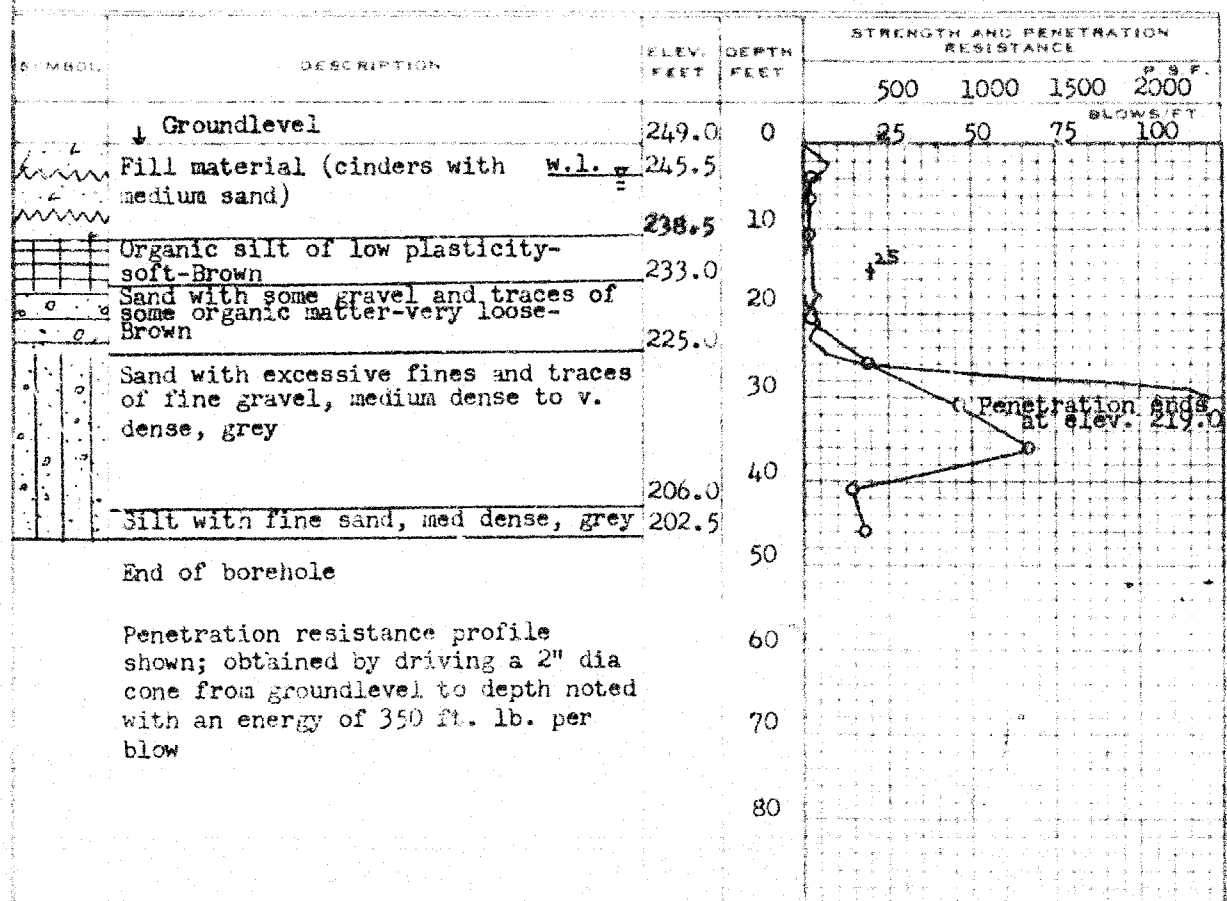 STRENGTH AND PENETRATION
RESISTANCE
SYMBOL DESCRIPTION ELEV. FEET DEPTH FEET
P.S.F.
500 1000 1500 2000
BLOWS/FT.
25 50 75 100
Groundlevel 249.0 0
Fill material (cinders with w.l. 245.5
medium sand)
238.5 10
Organic silt of low plasticity-
soft-Brown 233.0
25
20
Sand with some gravel and traces of
some organic matter-very loose-
Brown 225.0
Sand with excessive fines and traces 30
of fine gravel, medium dense to v.
dense, grey
Penetration ends
at elev. 219.0
40
206.0
Silt with fine sand, med dense, grey 202.5
50
End of borehole
Penetration resistance profile 60
shown; obtained by driving a 2" dia
cone from groundlevel to depth noted
with an energy of 350 ft. lb. per 70
blow
80